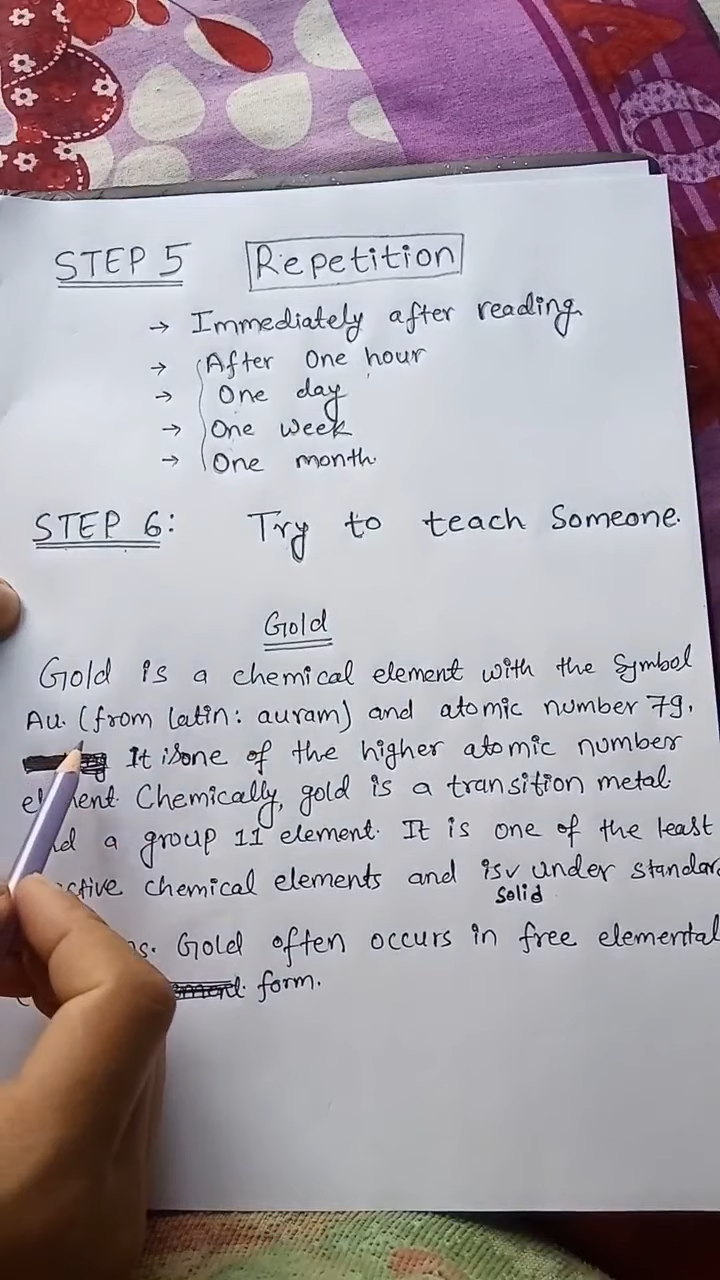 STEP 5 Repetition
→ Immediately after reading.
→ After one hour
→ One day
→ One week
→ One month.
STEP 6: Try to teach Someone.
Gold
Gold is a chemical element with the Symbol
Au. (from latin: auram) and atomic number 79.
It is one of the higher atomic number
Chemically, gold is a transition metal.
a group 11 element. It is one of the least
chemical elements and is under
solid
Gold often occurs in free elemental
form.